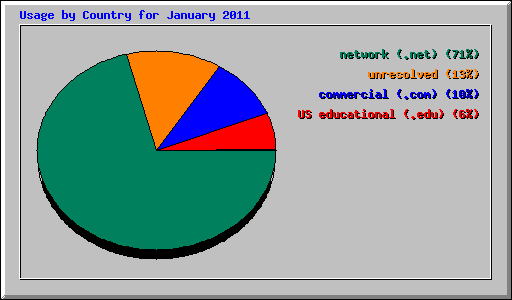 Usage by Country for January 2011
network (.net) (71%)
unresolved (13%)
commercial (.com) (10%)
US educational (.edu) (6%)